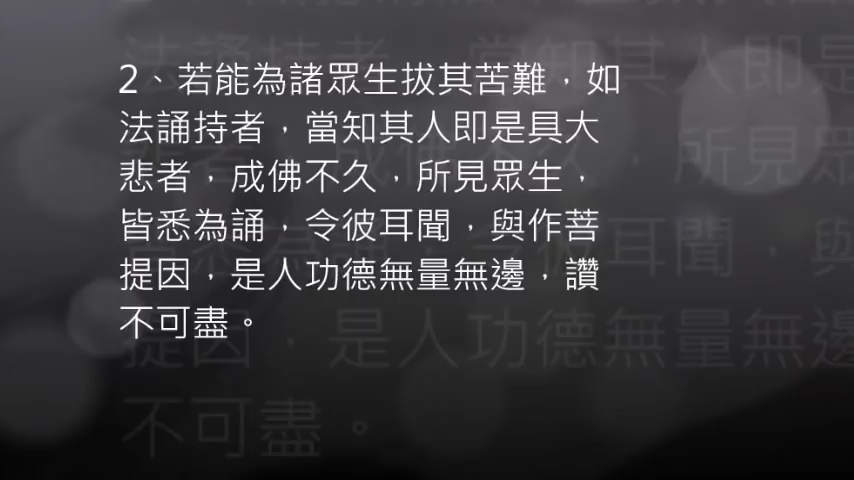 2、若能為諸眾生拔其苦難，如
法誦持者，當知其人即是具大
悲者，成佛不久，所見眾生，
皆悉為誦，令彼耳聞，與作菩
提因，是人功德無量無邊，讚
不可盡。